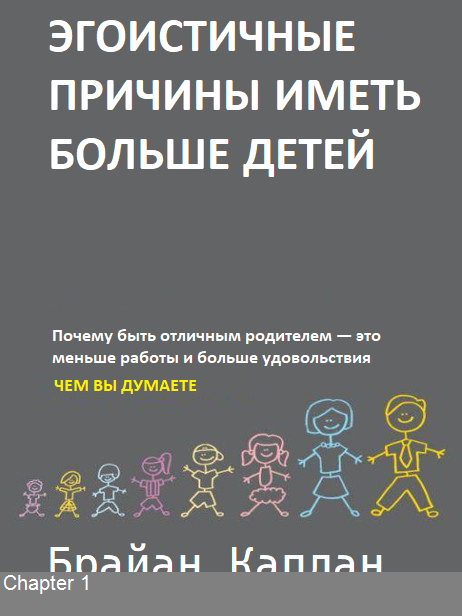 ЭГОИСТИЧНЫЕ
ПРИЧИНЫ ИМЕТЬ
БОЛЬШЕ ДЕТЕЙ
Почему быть отличным родителем — это
меньше работы и больше удовольствия
ЧЕМ ВЫ ДУМАЕТЕ
Брайан Каплан
Chapter 1